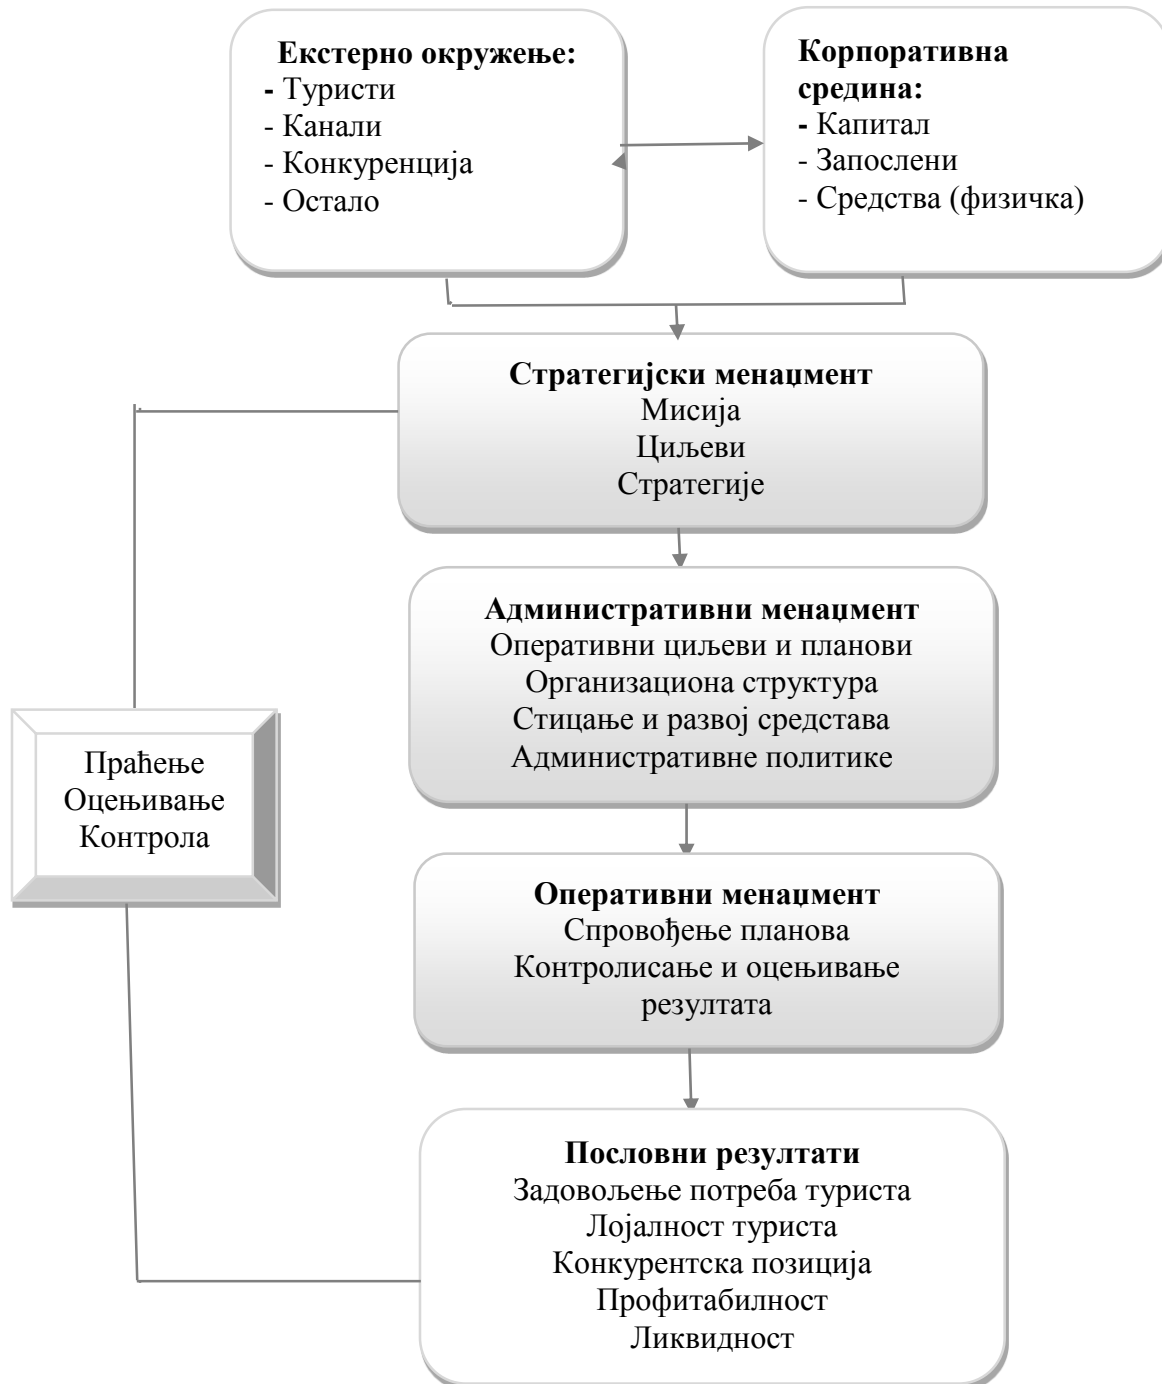 Екстерно окружење:
- Туристи
- Канали
- Конкуренција
- Остало
Корпоративна
средина:
- Капитал
- Запослени
- Средства (физичка)
Стратегијски менаџмент
Мисија
Циљеви
Стратегије
Административни менаџмент
Оперативни циљеви и планови
Организациона структура
Стицање и развој средстава
Административне политике
Праћење
Оцењивање
Контрола
Оперативни менаџмент
Спровођење планова
Контролисање и оцењивање
резултата
Пословни резултати
Задовољење потреба туриста
Лојалност туриста
Конкурентска позиција
Профитабилност
Ликвидност